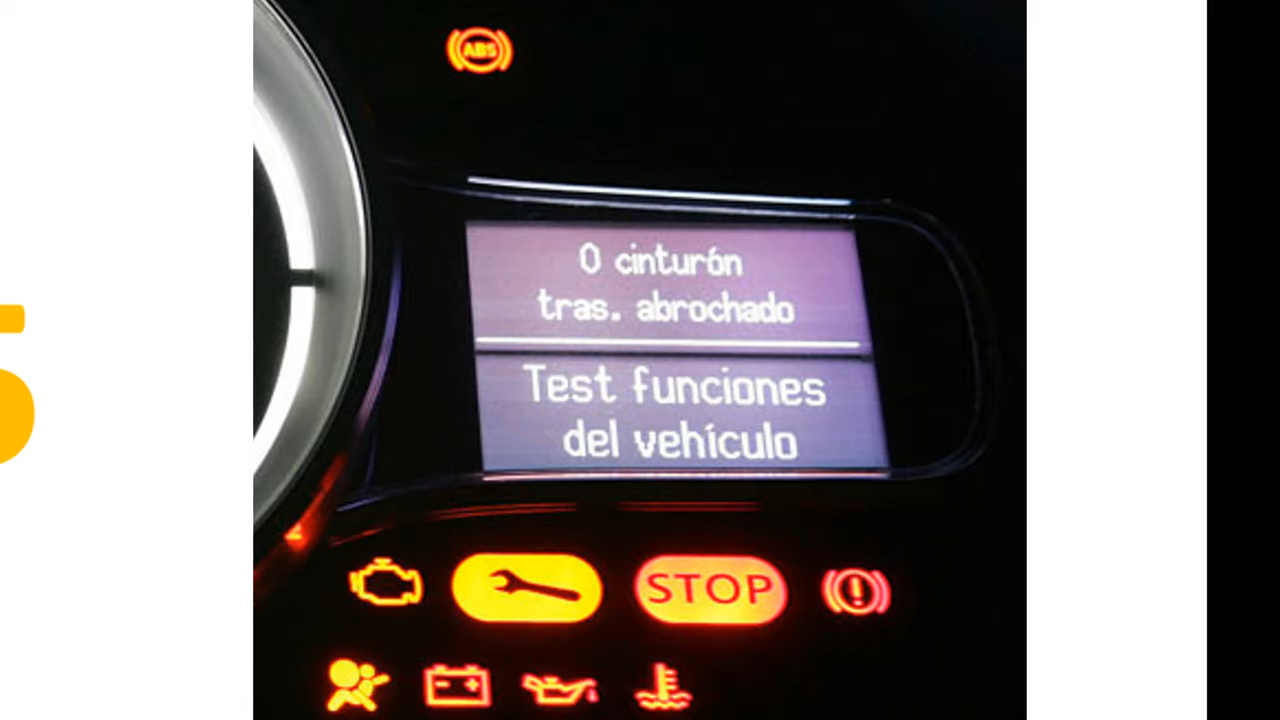 ABS
0 cinturón
tras. abrochado
Test funciones
del vehículo
STOP